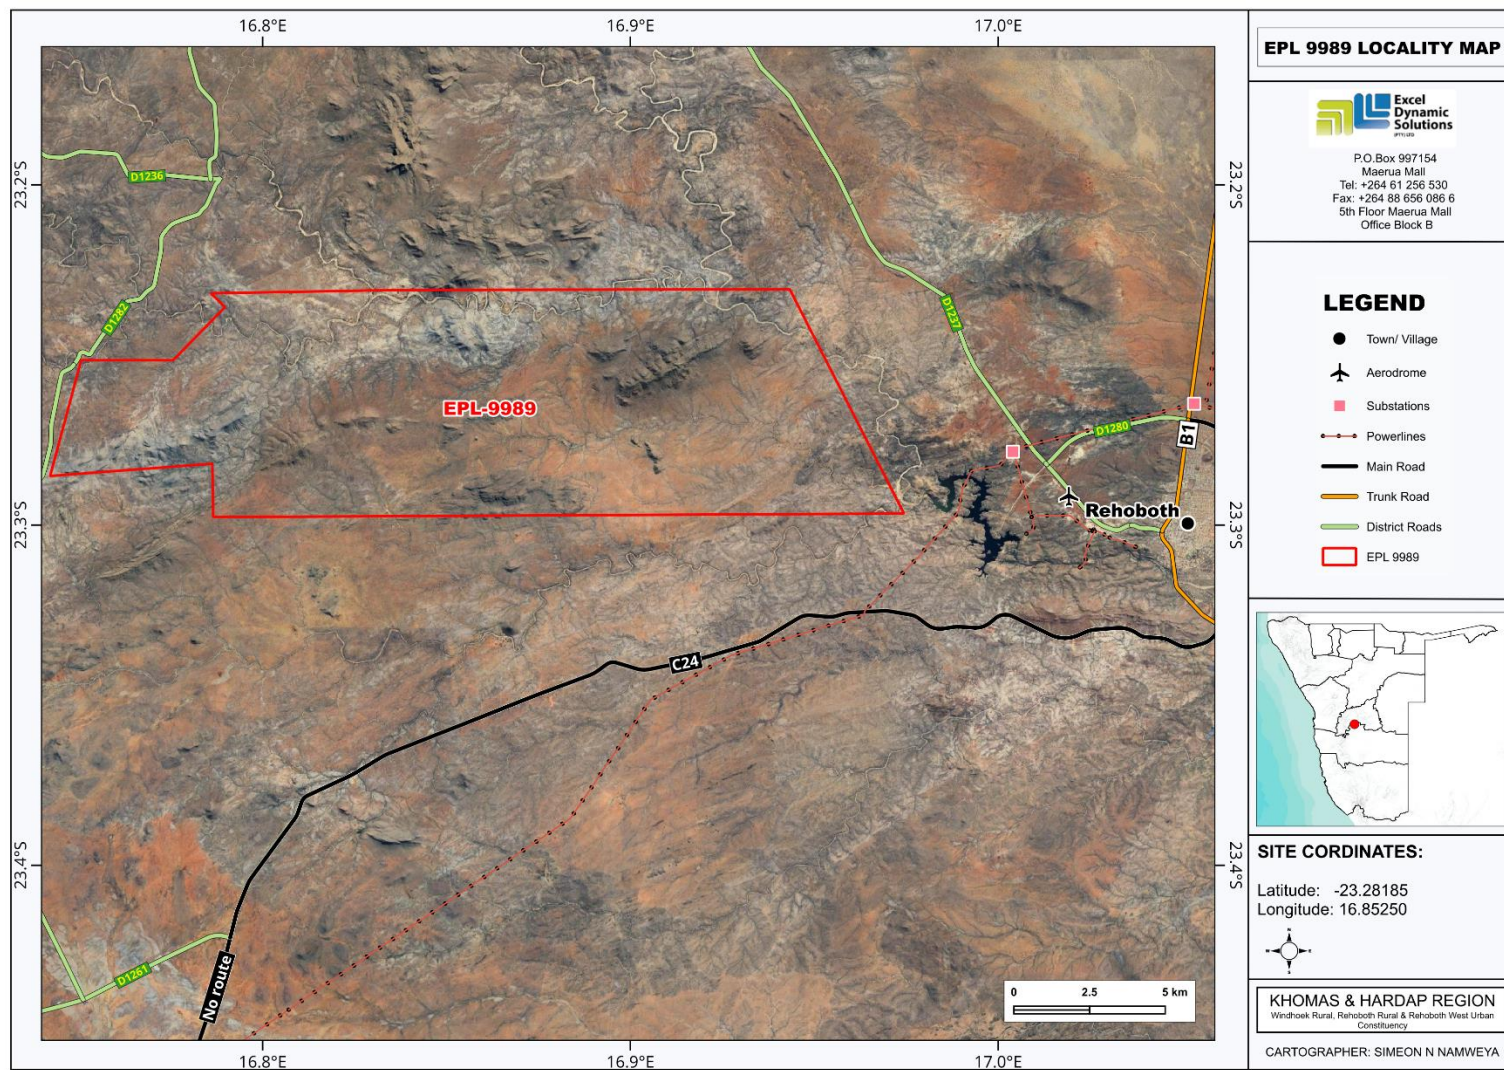 16.8°E
16.9°E
17.0°E
23.2°S
23.2°S
23.3°S
23.3°S
23.4°S
23.4°S
D1236
D1282
D1237
D1280
B1
EPL-9989
Rehoboth
C24
D1261
No route
0 2.5 5 km
16.8°E
16.9°E
17.0°E
EPL 9989 LOCALITY MAP
Excel
Dynamic
Solutions
(PTY) LTD
P.O.Box 997154
Maerua Mall
Tel: +264 61 256 530
Fax: +264 88 656 086 6
5th Floor Maerua Mall
Office Block B
LEGEND
Town/ Village
Aerodrome
Substations
Powerlines
Main Road
Trunk Road
District Roads
EPL 9989
SITE CORDINATES:
Latitude: -23.28185
Longitude: 16.85250
N
W E
S
KHOMAS & HARDAP REGION
Windhoek Rural, Rehoboth Rural & Rehoboth West Urban
Constituency
CARTOGRAPHER: SIMEON N NAMWEYA